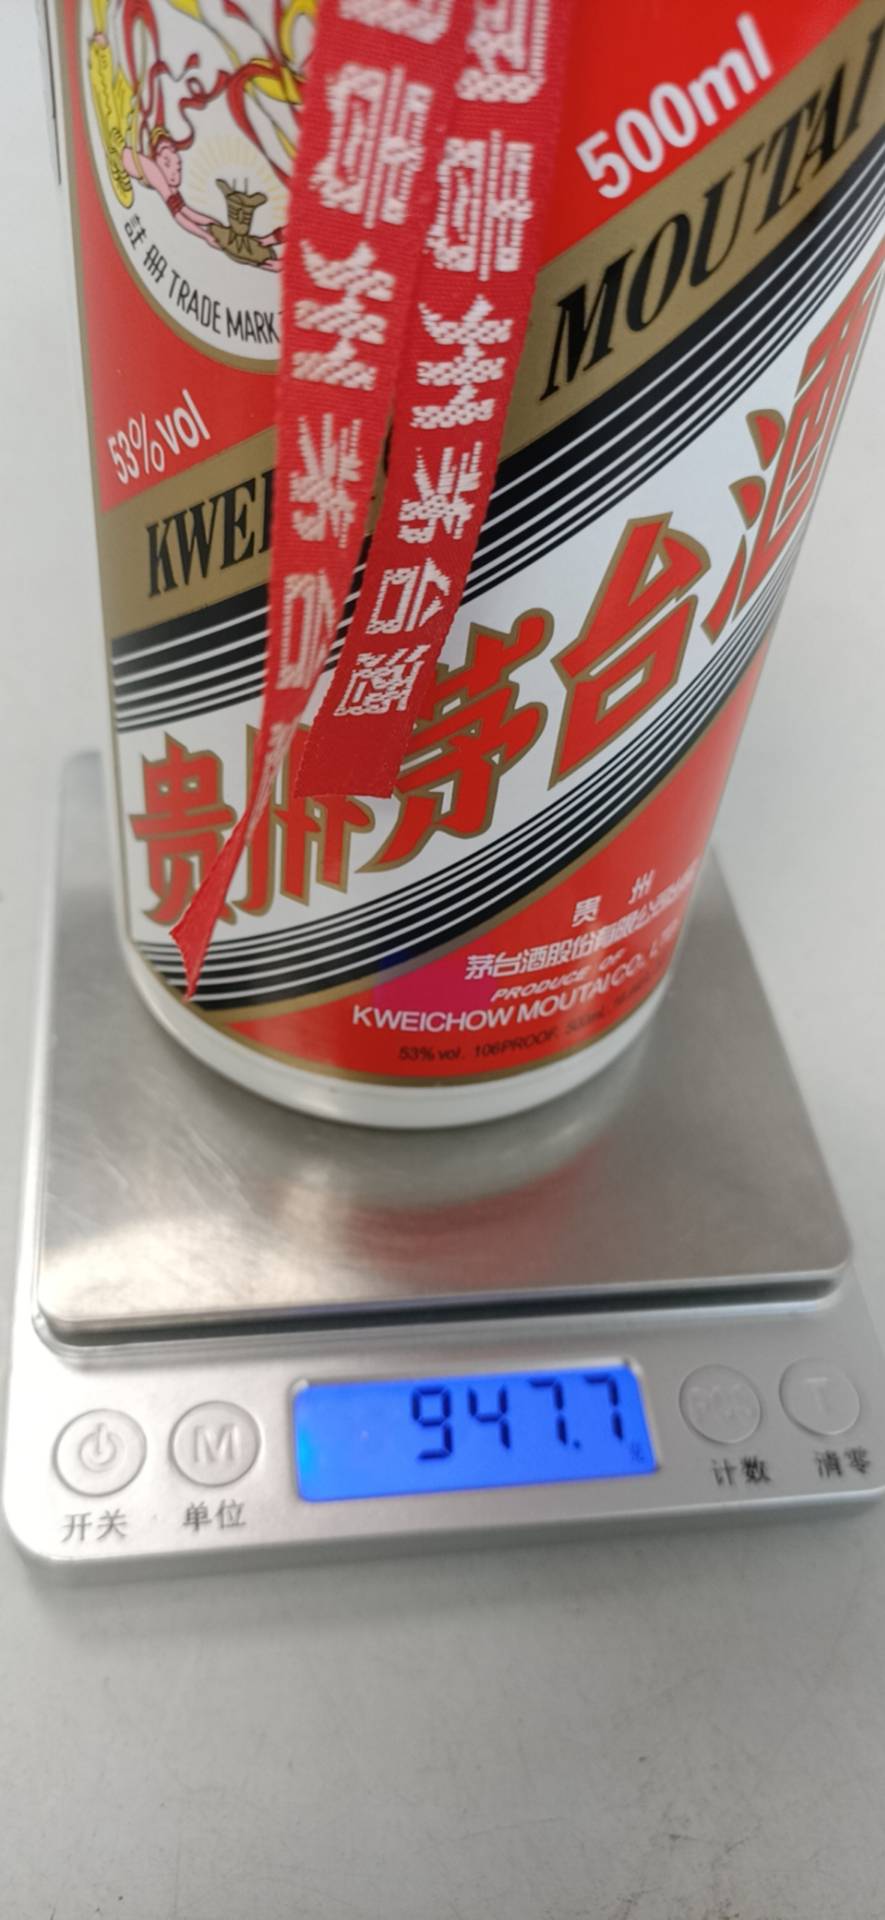 500ml
MOUTAI
註册 TRADE MARK
53%vol
KWEI
贵州茅台酒
贵州茅台
贵州茅台酒
贵 州
茅台酒股份有限公司
PRODUCE OF
KWEICHOW MOUTAI CO., LTD
53% vol. 106PROOF. 500mL
947.7
M
PCS
T
开关
单位
计数
清零